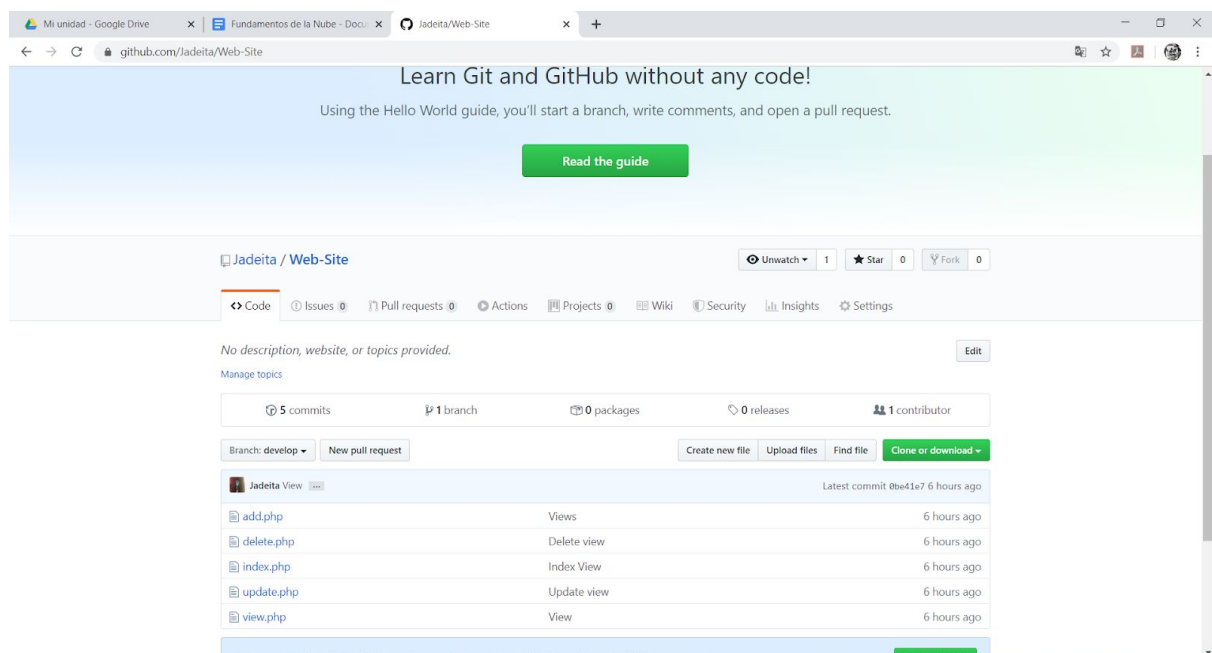 Mi unidad - Google Drive
Fundamentos de la Nube - Docu
Jadeita/Web-Site
github.com/Jadeita/Web-Site
Learn Git and GitHub without any code!
Using the Hello World guide, you'll start a branch, write comments, and open a pull request.
Read the guide
Jadeita / Web-Site
Unwatch 1 Star 0 Fork 0
Code Issues 0 Pull requests 0 Actions Projects 0 Wiki Security Insights Settings
No description, website, or topics provided. Edit
Manage topics
5 commits 1 branch 0 packages 0 releases 1 contributor
Branch: develop New pull request Create new file Upload files Find file Clone or download
Jadeita View ... Latest commit 0be41e7 6 hours ago
add.php Views 6 hours ago
delete.php Delete view 6 hours ago
index.php Index View 6 hours ago
update.php Update view 6 hours ago
view.php View 6 hours ago